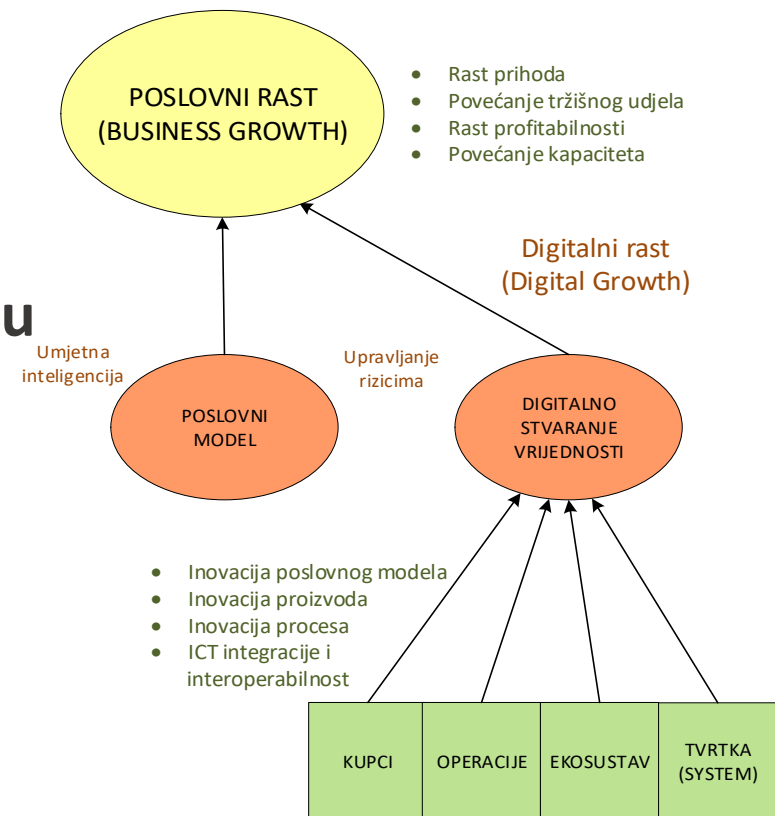 POSLOVNI RAST
(BUSINESS GROWTH)
• Rast prihoda
• Povećanje tržišnog udjela
• Rast profitabilnosti
• Povećanje kapaciteta
Digitalni rast
(Digital Growth)
u
Umjetna
inteligencija
Upravljanje
rizicima
POSLOVNI
MODEL
DIGITALNO
STVARANJE
VRIJEDNOSTI
• Inovacija poslovnog modela
• Inovacija proizvoda
• Inovacija procesa
• ICT integracije i
interoperabilnost
KUPCI
OPERACIJE
EKOSUSTAV
TVRTKA
(SYSTEM)